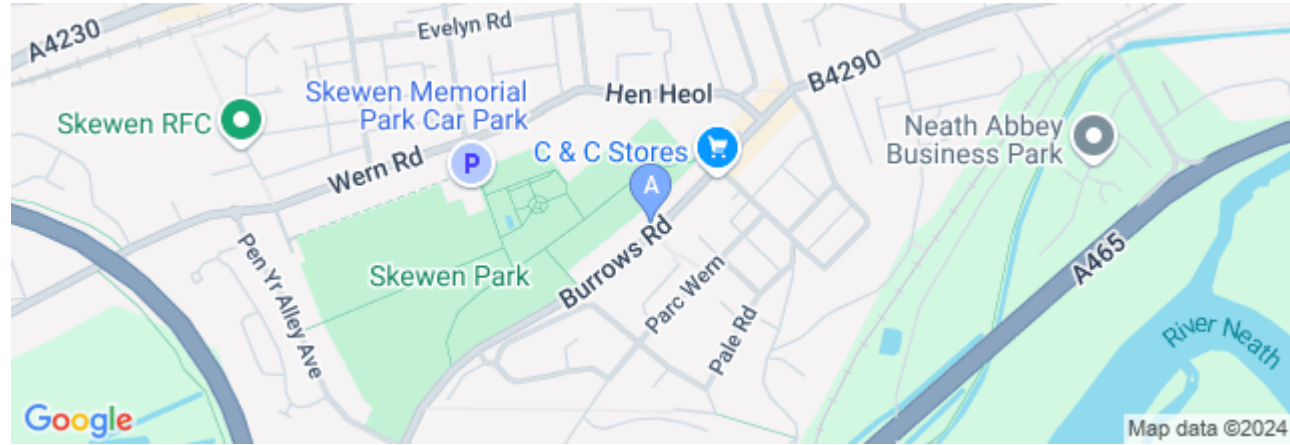 A4230
Evelyn Rd
B4290
Skewen Memorial
Park Car Park
Hen Heol
Skewen RFC
P
C & C Stores
Neath Abbey
Business Park
Wern Rd
A
A465
Skewen Park
Burrows Rd
Pen Yr Alley Ave
Parc Wern
Pale Rd
River Neath
Google
Map data ©2024